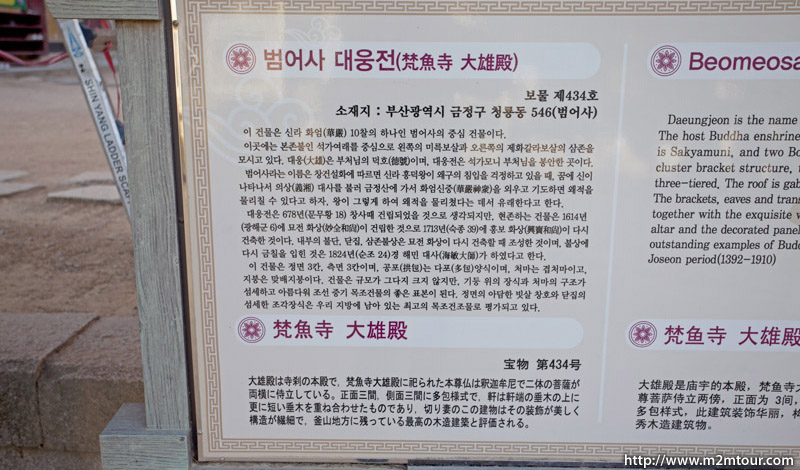 범어사 대웅전(梵魚寺 大雄殿)
보물 제434호
소재지 : 부산광역시 금정구 청룡동 546(범어사)
이 건물은 신라 화엄(華嚴) 10찰의 하나인 범어사의 중심 건물이다.
이곳에는 본존불인 석가여래를 중심으로 왼쪽의 미륵보살과 오른쪽의 제화갈라보살의 삼존을
모시고 있다. 대웅(大雄)은 부처님의 덕호(德號)이며, 대웅전은 석가모니 부처님을 봉안한 곳이다.
범어사라는 이름은 창건설화에 따르면 신라 흥덕왕이 왜구의 침입을 걱정하고 있을 때, 꿈에 신이
나타나서 의상(義湘) 대사를 불러 금정산에 가서 화엄신중(華嚴神衆)을 외우고 기도하면 왜적을
물리칠 수 있다고 하자, 왕이 그렇게 하여 왜적을 물리쳤다는 데서 유래한다고 한다.
대웅전은 678년(문무왕 18) 창사때 건립되었을 것으로 생각되지만, 현존하는 건물은 1614년
(광해군 6)에 묘전 화상(妙全和尙)이 건립한 것으로 1713년(숙종 39)에 흥보 화상(興寶和尙)이 다시
건축한 것이다. 내부의 불단, 닫집, 삼존불상은 묘전 화상이 다시 건축할 때 조성한 것이며, 불상에
다시 금칠을 입힌 것은 1824년(순조 24)경 해민 대사(海敏大師)가 하였다고 한다.
이 건물은 정면 3칸, 측면 3칸이며, 공포(栱包)는 다포(多包)양식이며, 처마는 겹처마이고,
지붕은 맞배지붕이다. 건물은 규모가 그다지 크지 않지만, 기둥 위의 장식과 처마의 구조가
섬세하고 아름다워 조선 중기 목조건물의 좋은 표본이 된다. 정면의 아담한 빗살 창호와 닫집의
섬세한 조각장식은 우리 지방에 남아 있는 최고의 목조건조물로 평가되고 있다.
梵魚寺 大雄殿
宝物 第434号
大雄殿は寺刹の本殿で、梵魚寺大雄殿に祀られた本尊仏は釈迦牟尼で二体の菩薩が
両横に侍立している。正面三間、側面三間に多包様式で、軒は軒端の垂木の上に
更に短い垂木を重ね合わせたものであり、切り妻のこの建物はその装飾が美しく
構造が繊細で、釜山地方に残っている最高の木造建築と評価される。
Beomeosa
Daeungjeon is the name
The host Buddha enshrine
is Sakyamuni, and two Bo
cluster bracket structure,
three-tiered. The roof is gab
The brackets, eaves and tran
together with the exquisite
altar and the decorated panel
outstanding examples of Budd
Joseon period(1392-1910)
梵鱼寺 大雄殿
大雄殿是庙宇的本殿，梵鱼寺
尊菩萨侍立两傍，正面为 3间，
多包样式，此建筑装饰华丽，
秀木造建筑物。
SHIN YANG LADDER
http://www.m2mtour.com